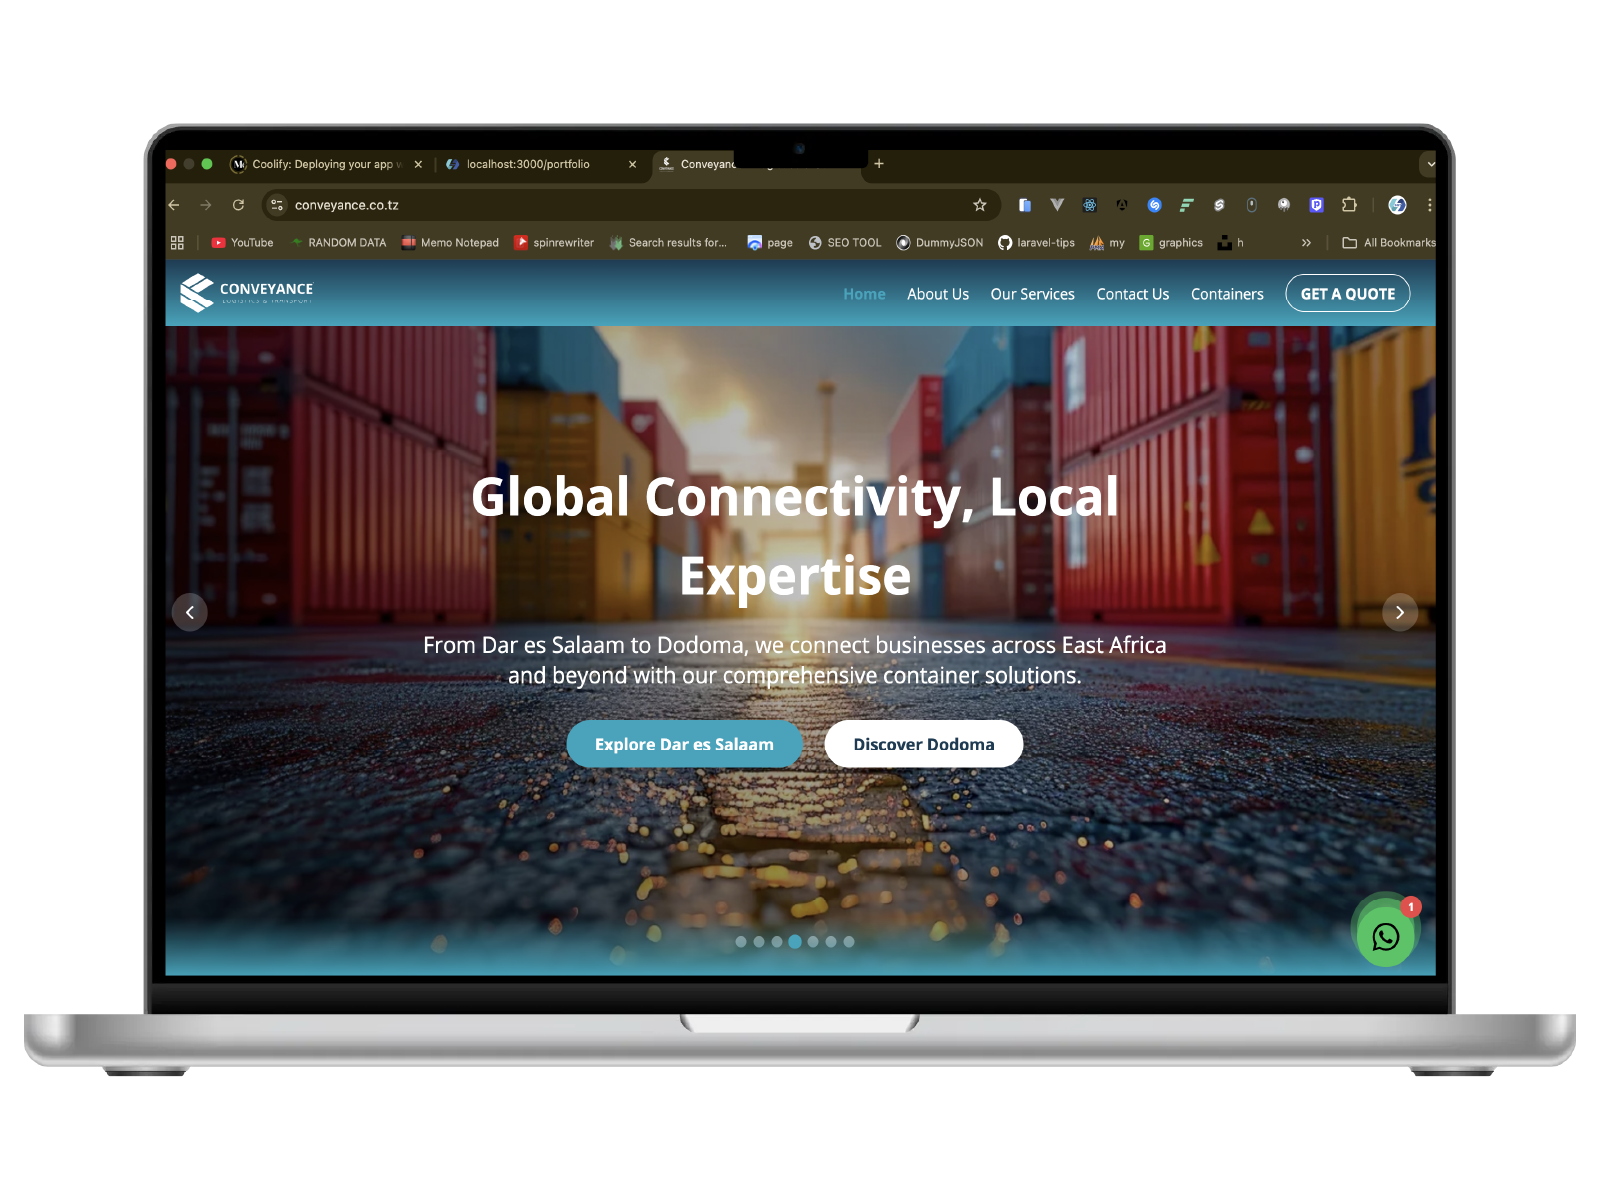 Coolify: Deploying your app
localhost:3000/portfolio
Conveyanc
conveyance.co.tz
YouTube
RANDOM DATA
Memo Notepad
spinrewriter
Search results for...
page
SEO TOOL
DummyJSON
laravel-tips
my
graphics
h
All Bookmarks
CONVEYANCE
LOGISTICS & TRANSPORT
Home
About Us
Our Services
Contact Us
Containers
GET A QUOTE
Global Connectivity, Local
Expertise
From Dar es Salaam to Dodoma, we connect businesses across East Africa
and beyond with our comprehensive container solutions.
Explore Dar es Salaam
Discover Dodoma
1